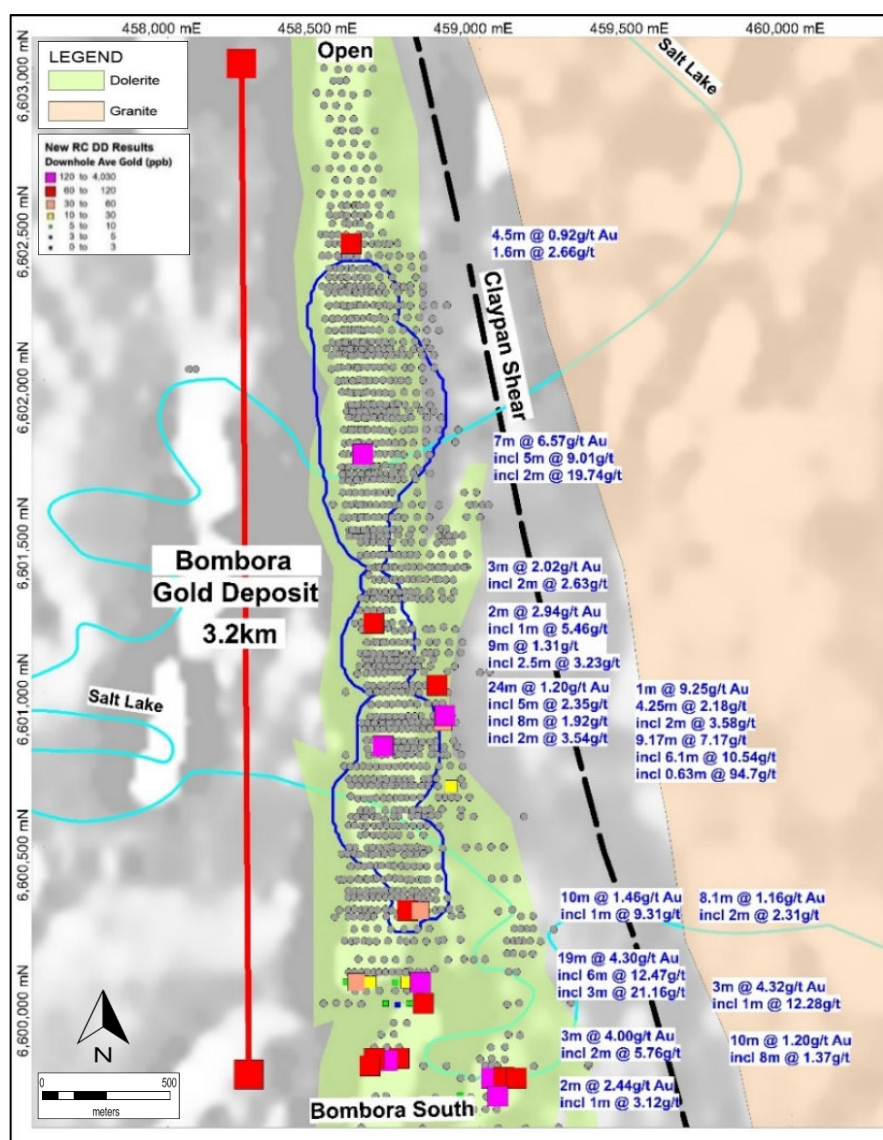 458,000 mE
458,500 mE
459,000 mE
459,500 mE
460,000 mE
6,603,000 mN
6,602,500 mN
6,602,000 mN
6,601,500 mN
6,601,000 mN
6,600,500 mN
6,600,000 mN
LEGEND
Dolerite
Granite
New RC DD Results
Downhole Ave Gold (ppb)
120 to 4,030
60 to 120
30 to 60
10 to 30
5 to 10
3 to 5
0 to 3
Open
Salt Lake
4.5m @ 0.92g/t Au
1.6m @ 2.66g/t
Claypan Shear
7m @ 6.57g/t Au
incl 5m @ 9.01g/t
incl 2m @ 19.74g/t
Bombora
Gold Deposit
3.2km
3m @ 2.02g/t Au
incl 2m @ 2.63g/t
2m @ 2.94g/t Au
incl 1m @ 5.46g/t
9m @ 1.31g/t
incl 2.5m @ 3.23g/t
Salt Lake
24m @ 1.20g/t Au
incl 5m @ 2.35g/t
incl 8m @ 1.92g/t
incl 2m @ 3.54g/t
1m @ 9.25g/t Au
4.25m @ 2.18g/t
incl 2m @ 3.58g/t
9.17m @ 7.17g/t
incl 6.1m @ 10.54g/t
incl 0.63m @ 94.7g/t
10m @ 1.46g/t Au
incl 1m @ 9.31g/t
8.1m @ 1.16g/t Au
incl 2m @ 2.31g/t
19m @ 4.30g/t Au
incl 6m @ 12.47g/t
incl 3m @ 21.16g/t
3m @ 4.32g/t Au
incl 1m @ 12.28g/t
3m @ 4.00g/t Au
incl 2m @ 5.76g/t
10m @ 1.20g/t Au
incl 8m @ 1.37g/t
2m @ 2.44g/t Au
incl 1m @ 3.12g/t
N
0 500
meters
Bombora South